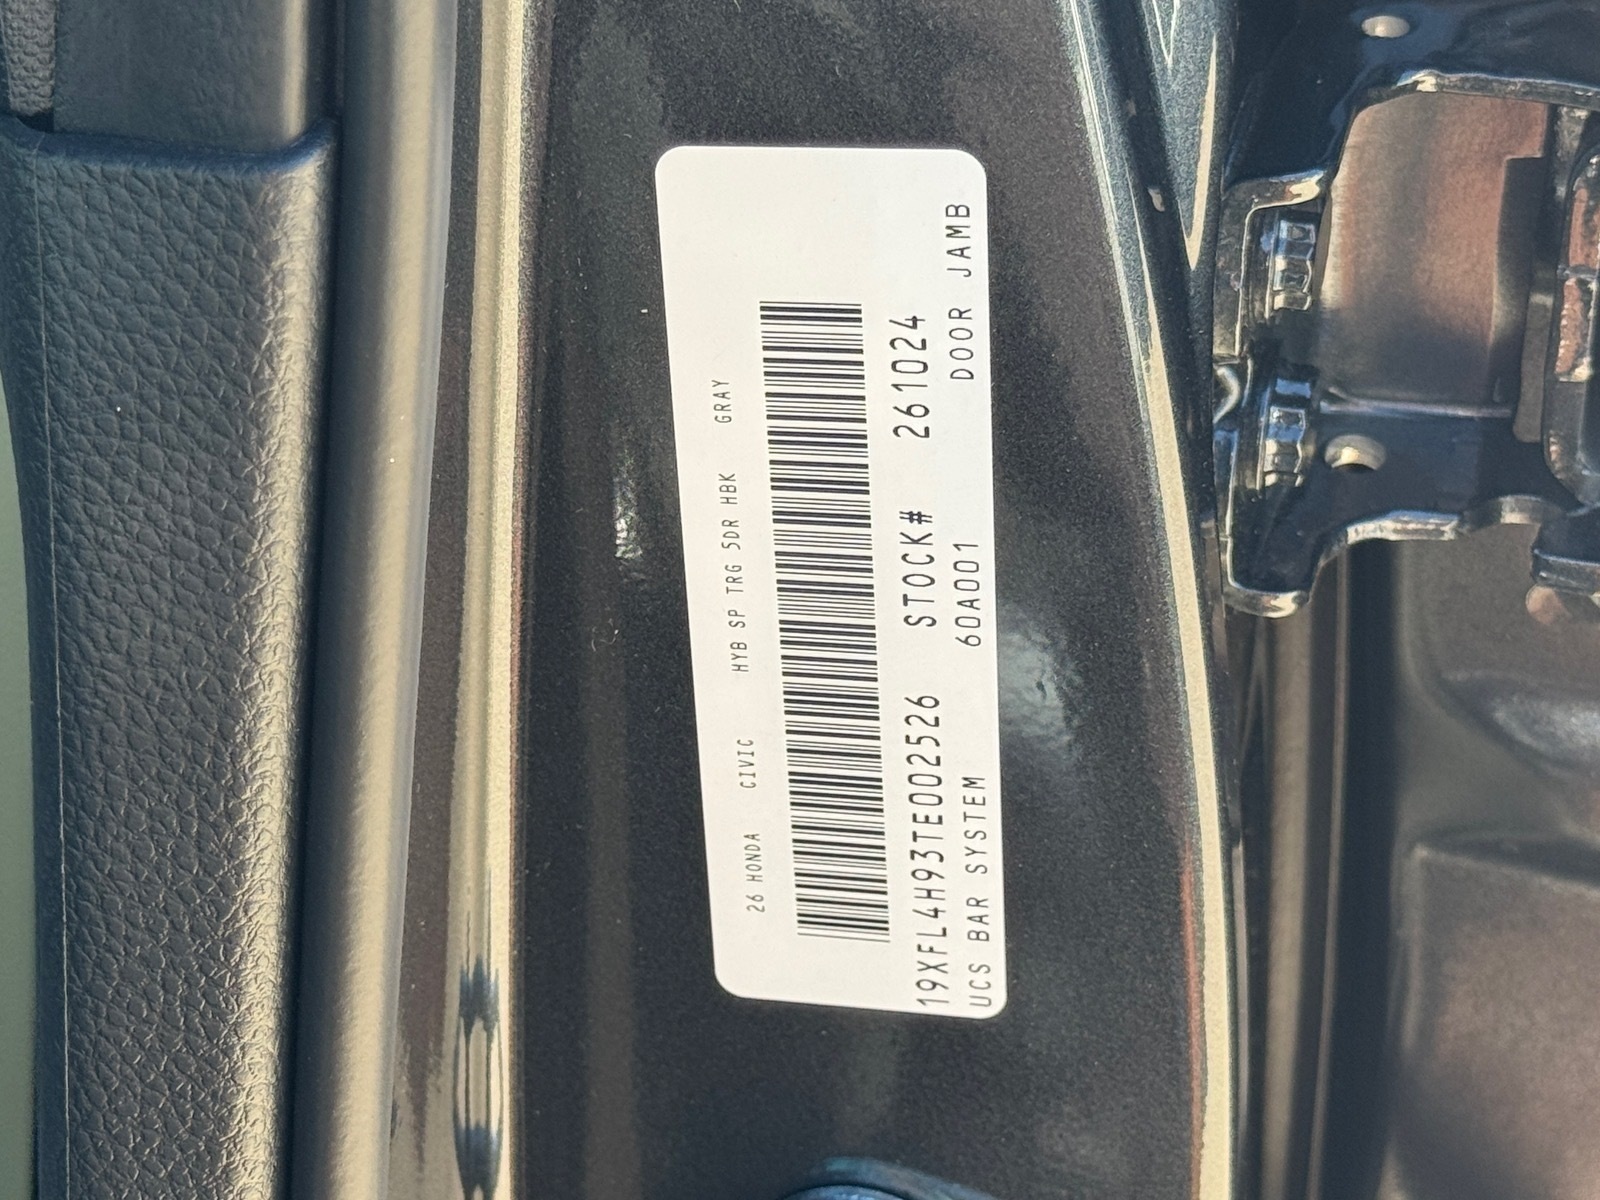 26 HONDA CIVIC HYB SP TRG 5DR HBK GRAY
19XFL4H93TE002526 STOCK# 261024
UCS BAR SYSTEM 60A001 DOOR JAMB